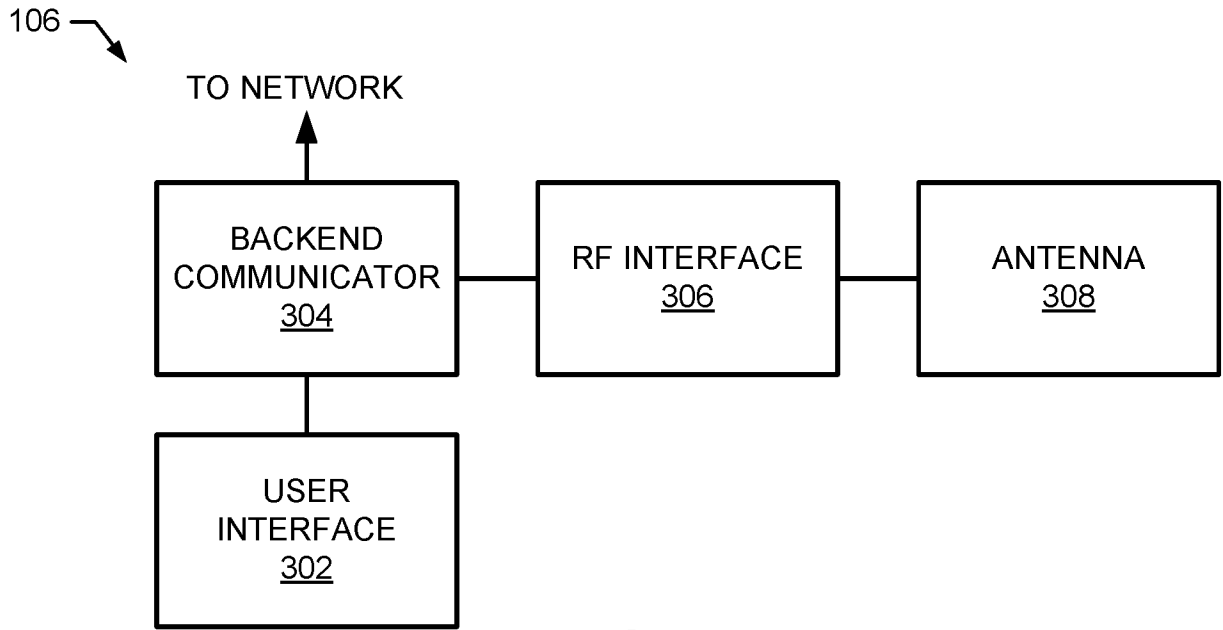 106
TO NETWORK
BACKEND
COMMUNICATOR
304
RF INTERFACE
306
ANTENNA
308
USER
INTERFACE
302